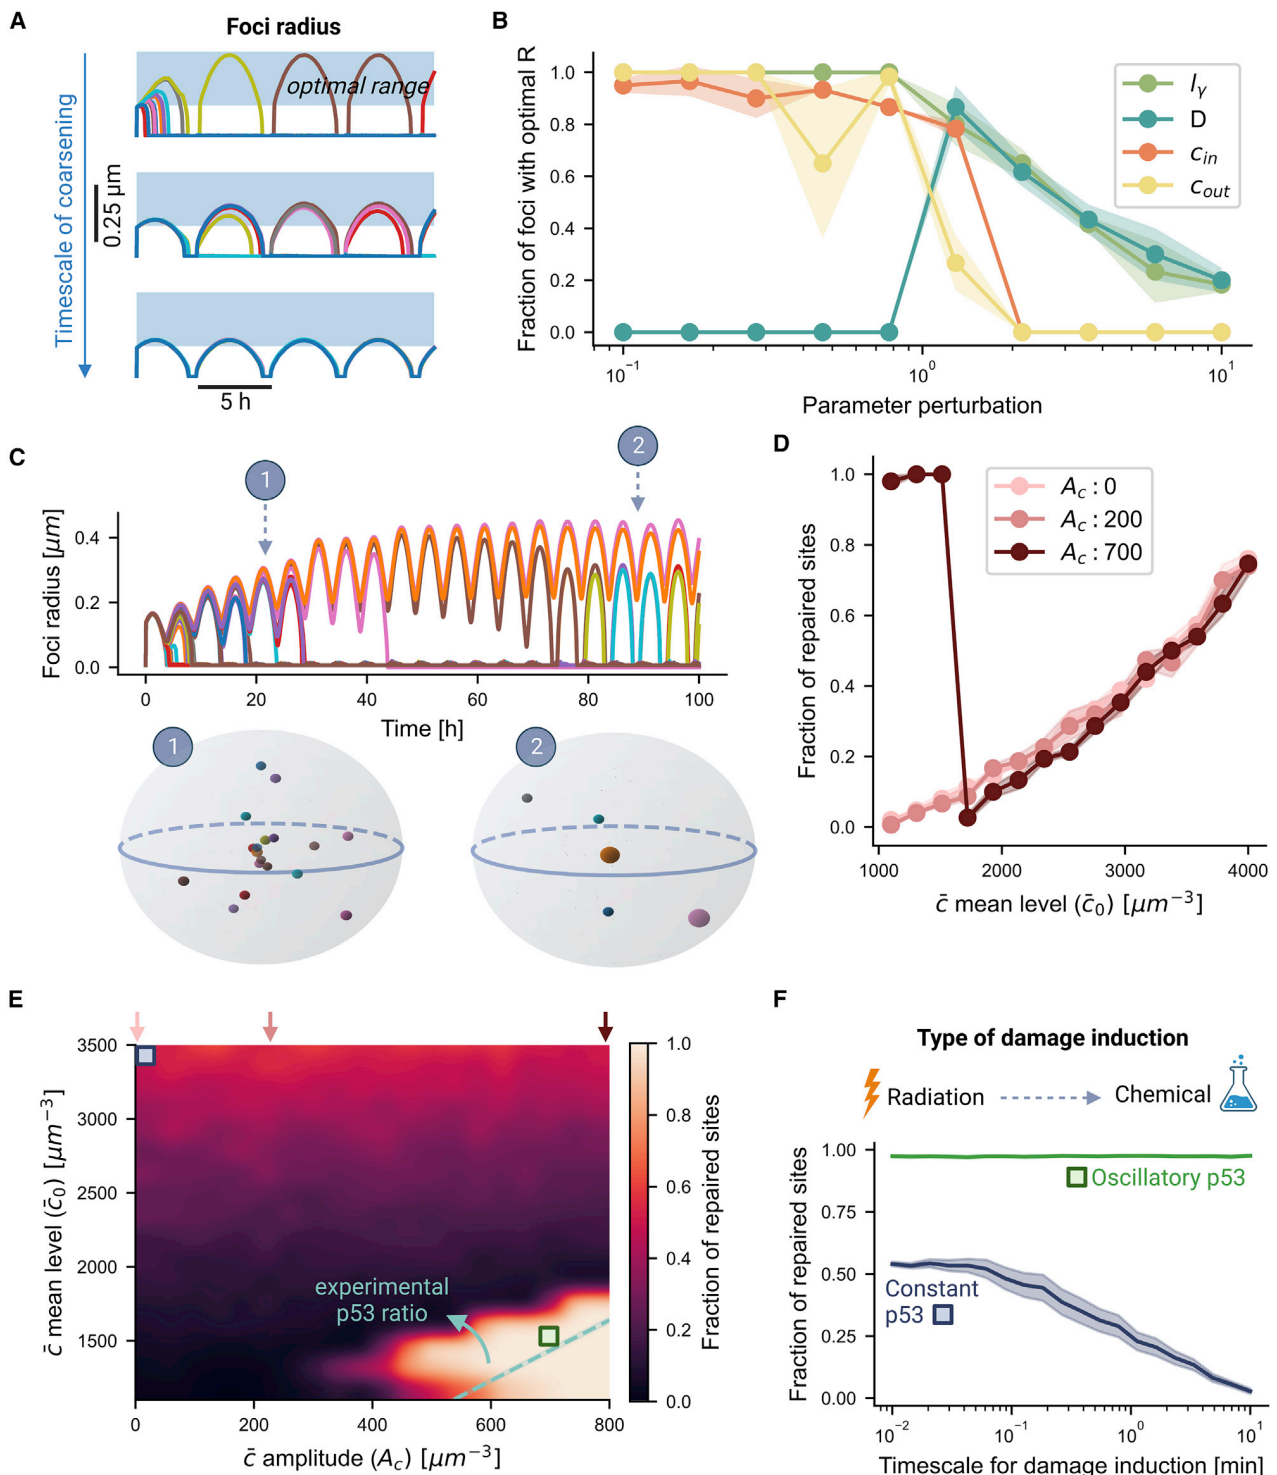 A
Foci radius
optimal range
Timescale of coarsening
0.25 μm
5 h
B
Fraction of foci with optimal R
1.0
0.8
0.6
0.4
0.2
0.0
10⁻¹
10⁰
10¹
Parameter perturbation
I_γ
D
c_in
c_out
C
1
2
Foci radius [μm]
0.4
0.2
0.0
0
20
40
60
80
100
Time [h]
1
2
D
Fraction of repaired sites
1.0
0.8
0.6
0.4
0.2
0.0
1000
2000
3000
4000
c̄ mean level (c̄₀) [μm⁻³]
A_c : 0
A_c : 200
A_c : 700
E
c̄ mean level (c̄₀) [μm⁻³]
3500
3000
2500
2000
1500
0
200
400
600
800
c̄ amplitude (A_c) [μm⁻³]
experimental
p53 ratio
1.0
0.8
0.6
0.4
0.2
0.0
Fraction of repaired sites
F
Type of damage induction
Radiation
Chemical
Fraction of repaired sites
1.00
0.75
0.50
0.25
0.00
Oscillatory p53
Constant
p53
10⁻²
10⁻¹
10⁰
10¹
Timescale for damage induction [min]